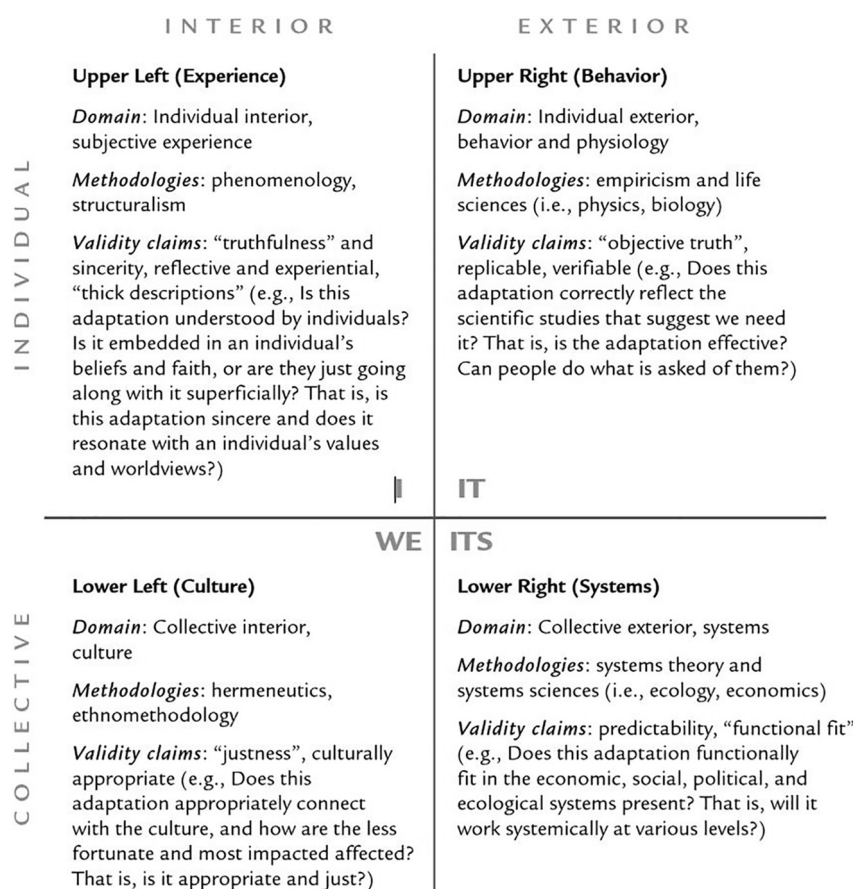 INTERIOR
EXTERIOR
INDIVIDUAL
Upper Left (Experience)
Domain: Individual interior,
subjective experience
Methodologies: phenomenology,
structuralism
Validity claims: “truthfulness” and
sincerity, reflective and experiential,
“thick descriptions” (e.g., Is this
adaptation understood by individuals?
Is it embedded in an individual’s
beliefs and faith, or are they just going
along with it superficially? That is, is
this adaptation sincere and does it
resonate with an individual’s values
and worldviews?)
I
Upper Right (Behavior)
Domain: Individual exterior,
behavior and physiology
Methodologies: empiricism and life
sciences (i.e., physics, biology)
Validity claims: “objective truth”,
replicable, verifiable (e.g., Does this
adaptation correctly reflect the
scientific studies that suggest we need
it? That is, is the adaptation effective?
Can people do what is asked of them?)
IT
COLLECTIVE
WE
Lower Left (Culture)
Domain: Collective interior,
culture
Methodologies: hermeneutics,
ethnomethodology
Validity claims: “justness”, culturally
appropriate (e.g., Does this
adaptation appropriately connect
with the culture, and how are the less
fortunate and most impacted affected?
That is, is it appropriate and just?)
ITS
Lower Right (Systems)
Domain: Collective exterior, systems
Methodologies: systems theory and
systems sciences (i.e., ecology, economics)
Validity claims: predictability, “functional fit”
(e.g., Does this adaptation functionally
fit in the economic, social, political, and
ecological systems present? That is, will it
work systemically at various levels?)